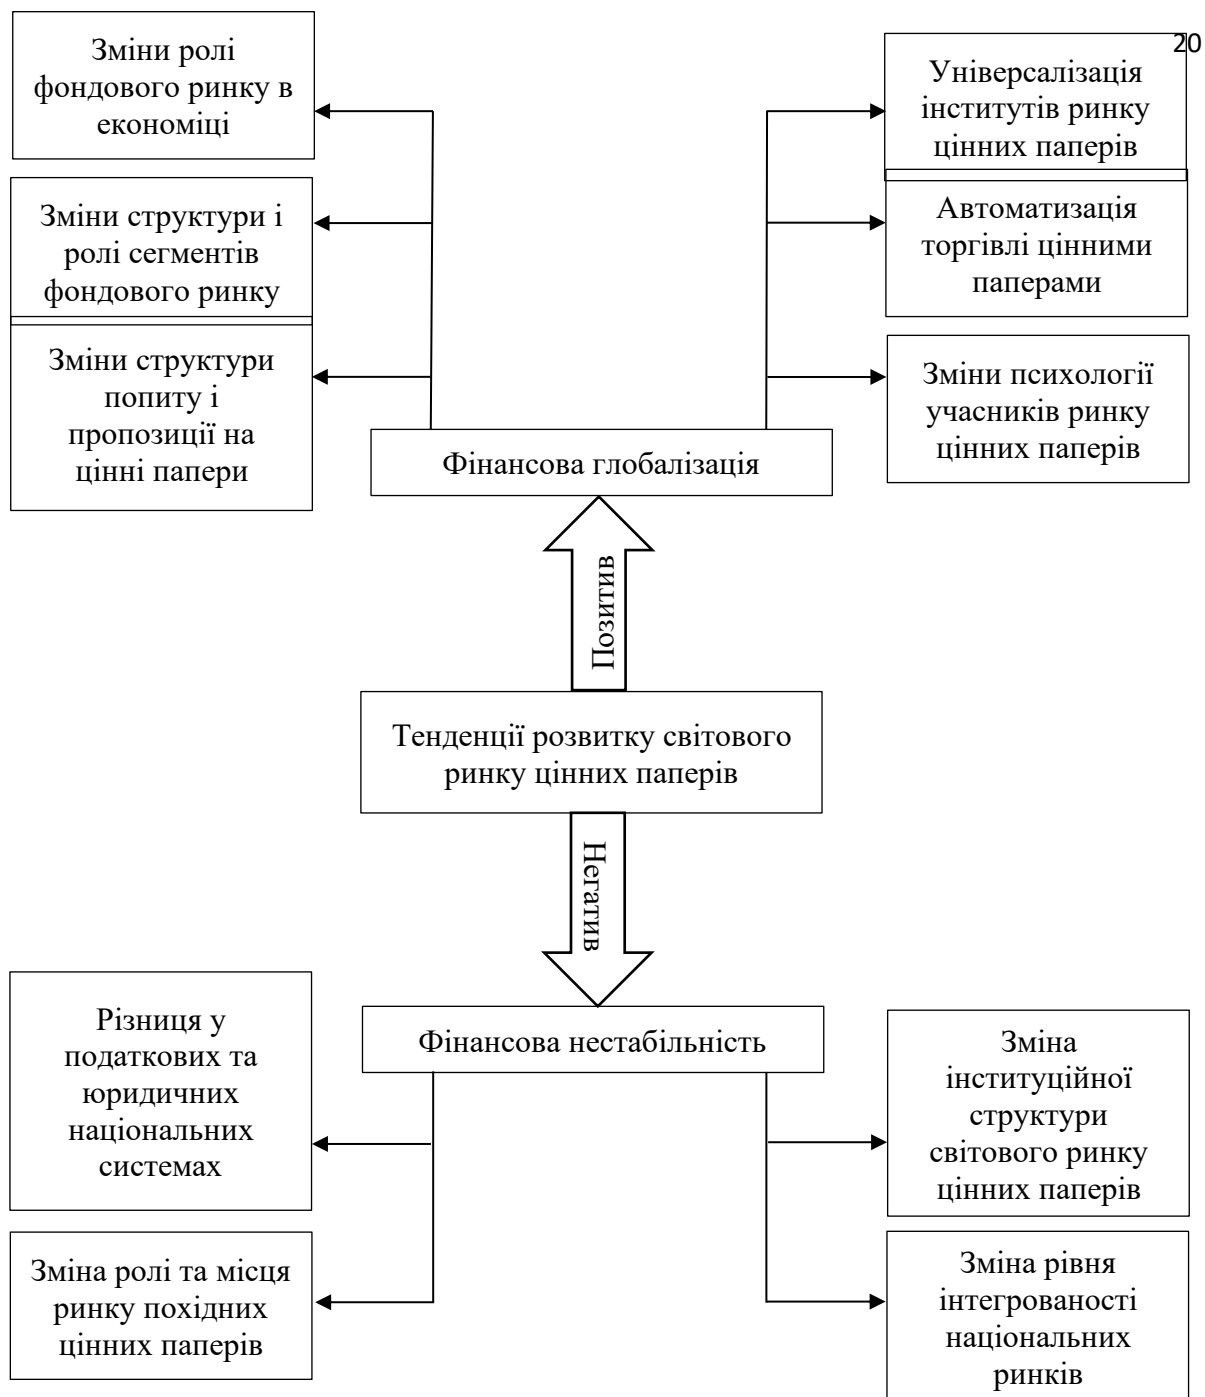 20
Зміни ролі
фондового ринку в
економіці
Зміни структури і
ролі сегментів
фондового ринку
Зміни структури
попиту і
пропозиції на
цінні папери
Універсалізація
інститутів ринку
цінних паперів
Автоматизація
торгівлі цінними
паперами
Зміни психології
учасників ринку
цінних паперів
Фінансова глобалізація
Позитив
Тенденції розвитку світового
ринку цінних паперів
Негатив
Фінансова нестабільність
Різниця у
податкових та
юридичних
національних
системах
Зміна ролі та місця
ринку похідних
цінних паперів
Зміна
інституційної
структури
світового ринку
цінних паперів
Зміна рівня
інтегрованості
національних
ринків